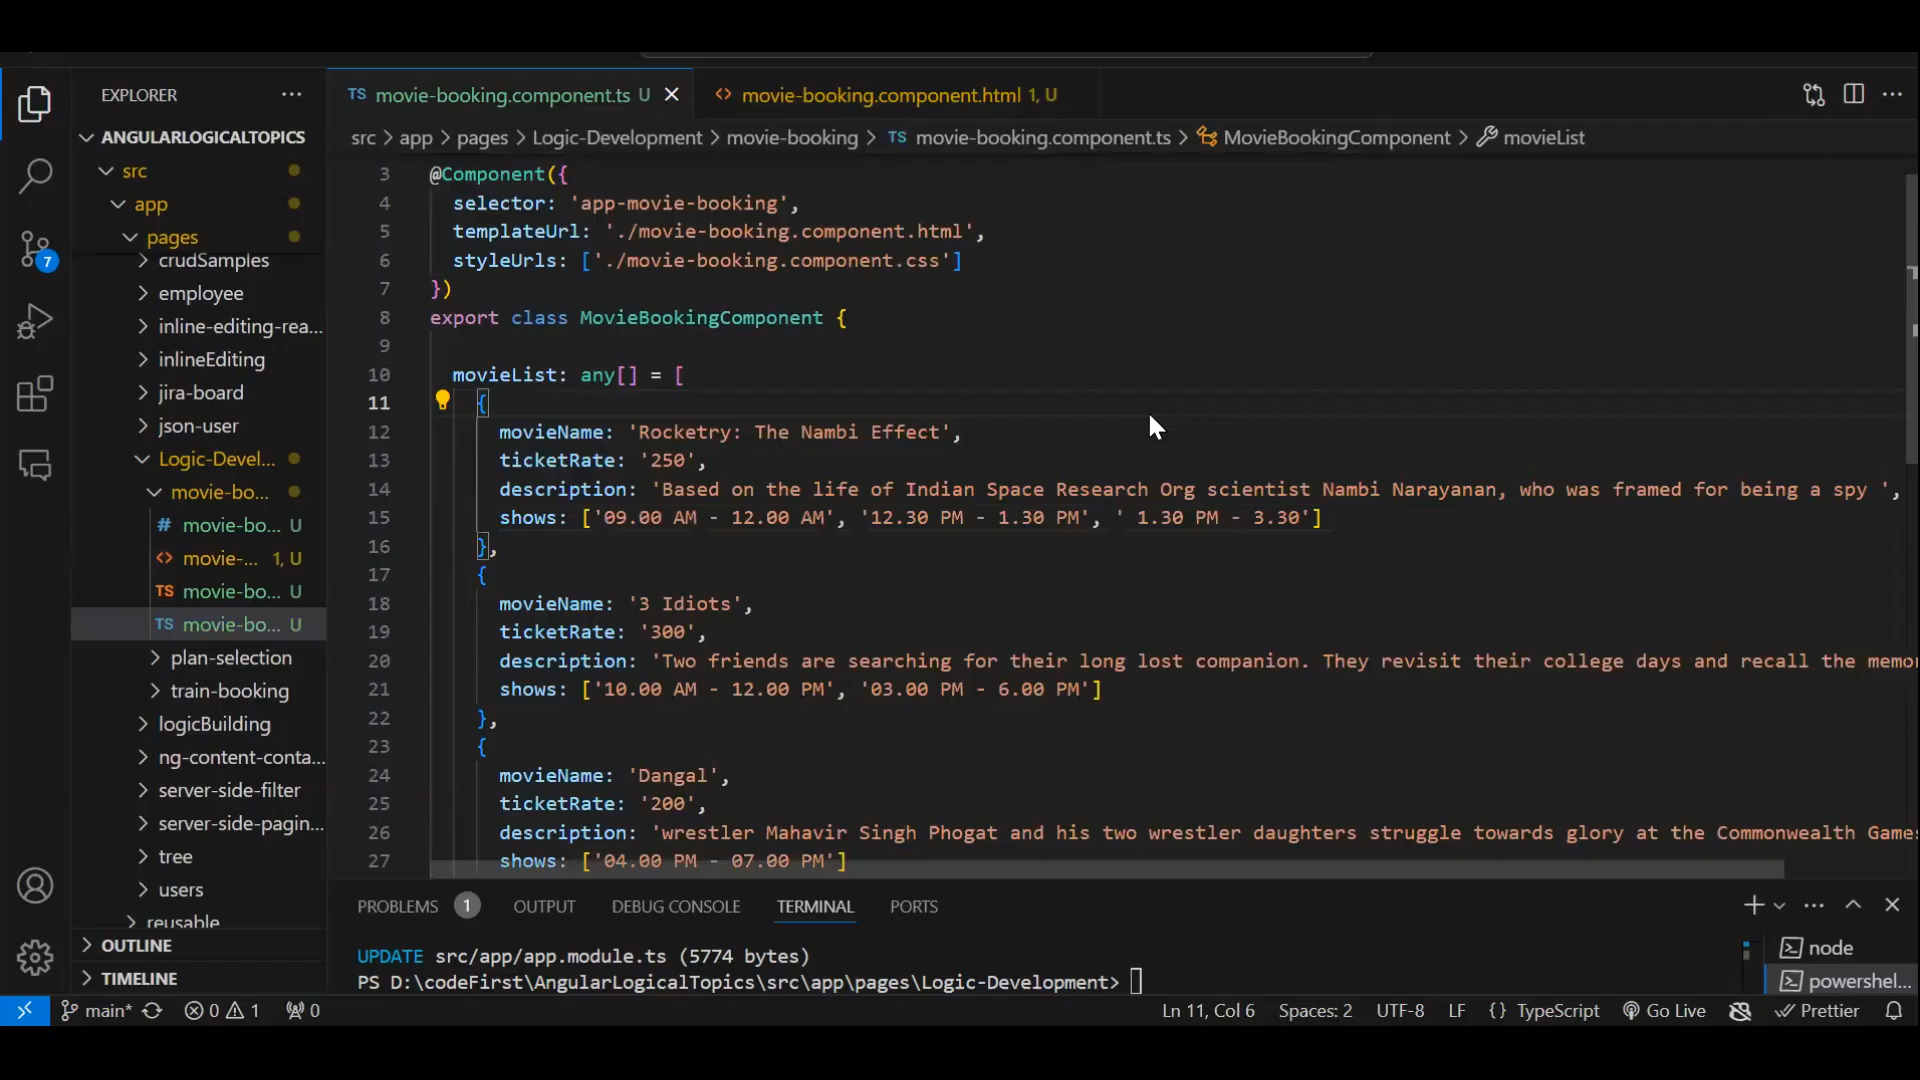 EXPLORER
ANGULARLOGICALTOPICS
src
app
pages
crudSamples
employee
inline-editing-rea...
inlineEditing
jira-board
json-user
Logic-Devel...
movie-bo...
# movie-bo... U
<> movie-... 1, U
TS movie-bo... U
TS movie-bo... U
plan-selection
train-booking
logicBuilding
ng-content-conta...
server-side-filter
server-side-pagin...
tree
users
reusable
OUTLINE
TIMELINE
7
TS movie-booking.component.ts U
<> movie-booking.component.html 1, U
src > app > pages > Logic-Development > movie-booking > TS movie-booking.component.ts > MovieBookingComponent > movieList
3 @Component({
4 selector: 'app-movie-booking',
5 templateUrl: './movie-booking.component.html',
6 styleUrls: ['./movie-booking.component.css']
7 })
8 export class MovieBookingComponent {
9
10 movieList: any[] = [
11 {
12 movieName: 'Rocketry: The Nambi Effect',
13 ticketRate: '250',
14 description: 'Based on the life of Indian Space Research Org scientist Nambi Narayanan, who was framed for being a spy ',
15 shows: ['09.00 AM - 12.00 AM', '12.30 PM - 1.30 PM', ' 1.30 PM - 3.30']
16 },
17 {
18 movieName: '3 Idiots',
19 ticketRate: '300',
20 description: 'Two friends are searching for their long lost companion. They revisit their college days and recall the memo
21 shows: ['10.00 AM - 12.00 PM', '03.00 PM - 6.00 PM']
22 },
23 {
24 movieName: 'Dangal',
25 ticketRate: '200',
26 description: 'wrestler Mahavir Singh Phogat and his two wrestler daughters struggle towards glory at the Commonwealth Games
27 shows: ['04.00 PM - 07.00 PM']
PROBLEMS 1 OUTPUT DEBUG CONSOLE TERMINAL PORTS
UPDATE src/app/app.module.ts (5774 bytes)
PS D:\codeFirst\AngularLogicalTopics\src\app\pages\Logic-Development>
node
powershel...
main* 0 1 0
Ln 11, Col 6 Spaces: 2 UTF-8 LF {} TypeScript Go Live Prettier